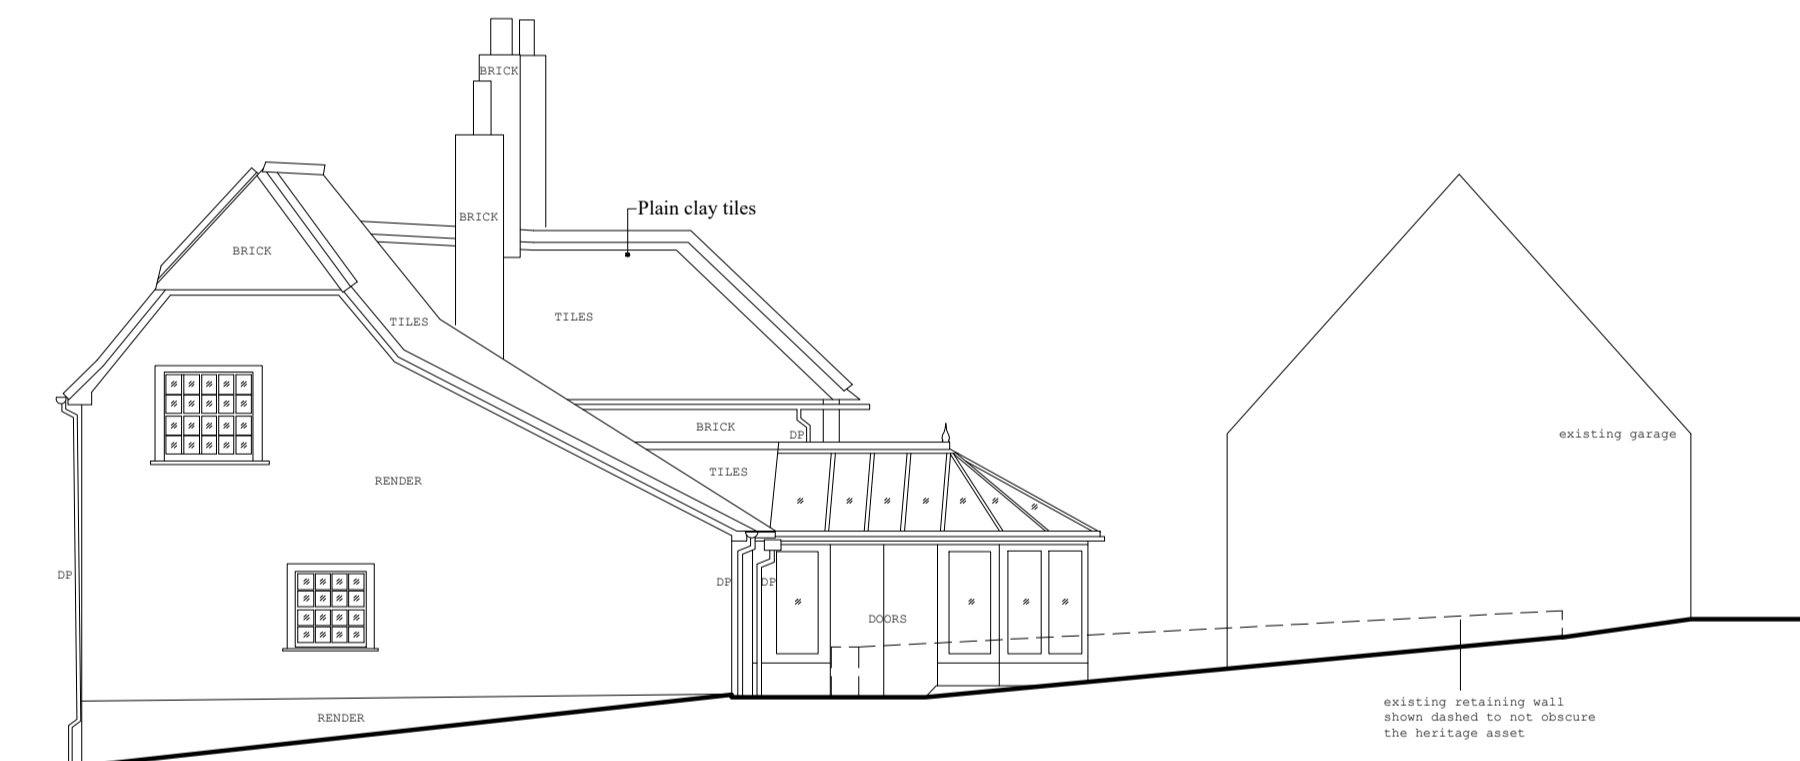 BRICK
Plain clay tiles
BRICK
BRICK
TILES
TILES
BRICK
DP
existing garage
TILES
RENDER
DP
DP
DP
DOORS
existing retaining wall
shown dashed to not obscure
the heritage asset
RENDER